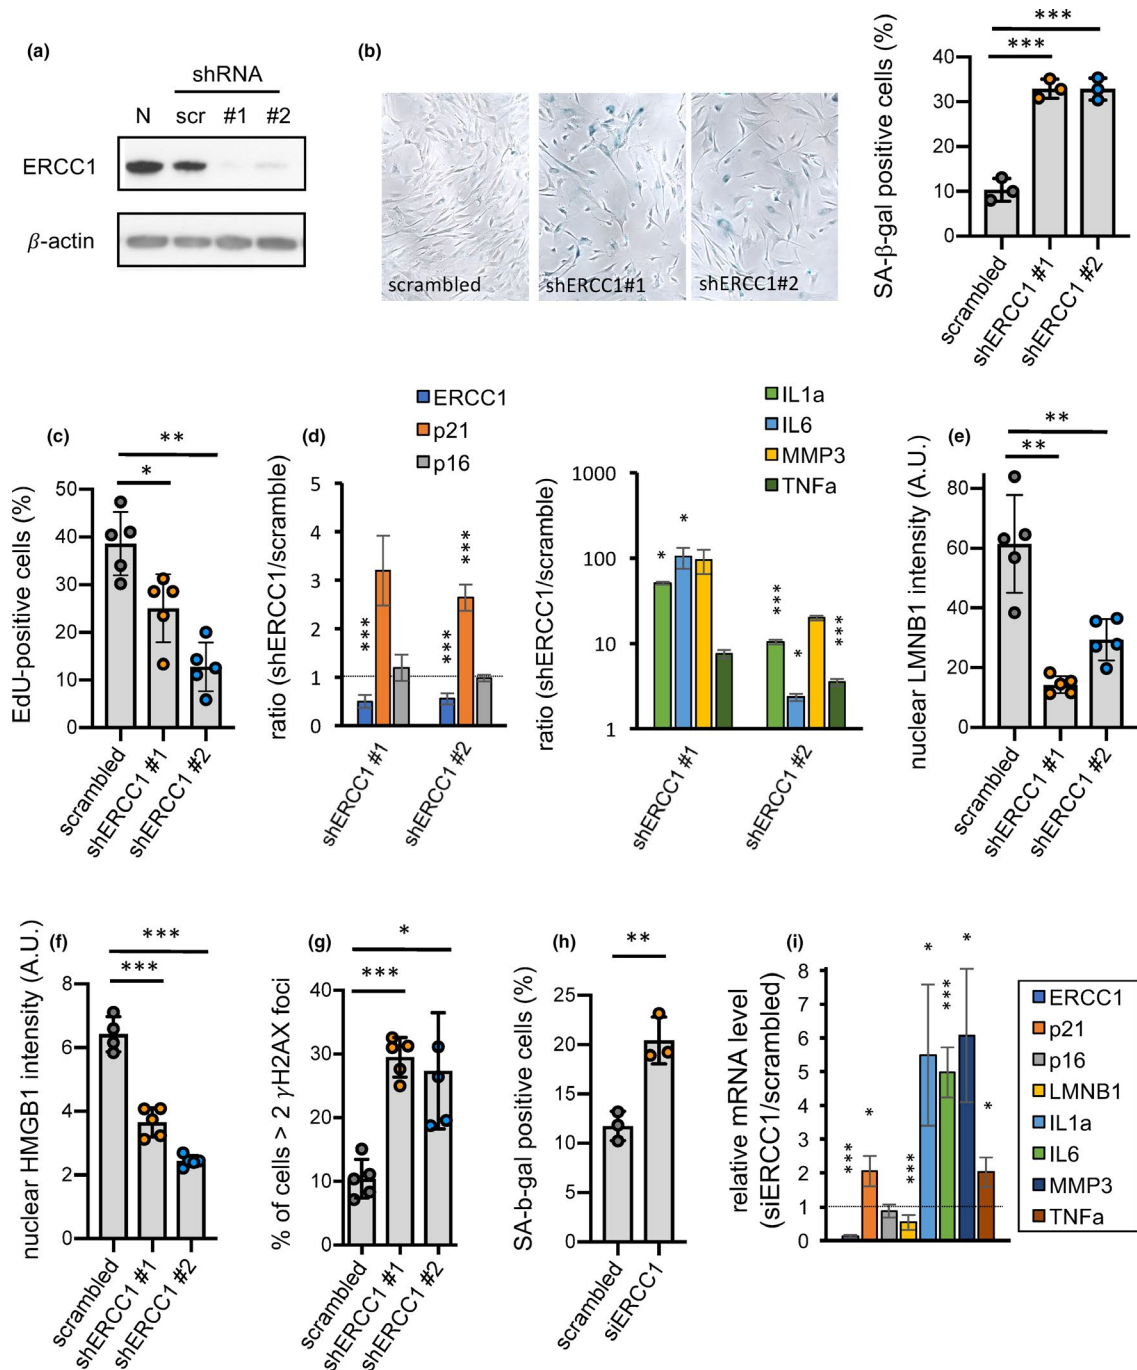 (a)
shRNA
N scr #1 #2
ERCC1
β-actin
(b)
scrambled
shERCC1#1
shERCC1#2
SA-β-gal positive cells (%)
40
30
20
10
0
***
***
scrambled
shERCC1 #1
shERCC1 #2
(c)
EdU-positive cells (%)
50
40
30
20
10
0
**
*
scrambled
shERCC1 #1
shERCC1 #2
(d)
ERCC1
p21
p16
ratio (shERCC1/scramble)
5
4
3
2
1
0
***
***
***
shERCC1 #1
shERCC1 #2
IL1a
IL6
MMP3
TNFa
ratio (shERCC1/scramble)
1000
100
10
1
*
*
***
*
***
shERCC1 #1
shERCC1 #2
(e)
nuclear LMNB1 intensity (A.U.)
80
60
40
20
0
**
**
scrambled
shERCC1 #1
shERCC1 #2
(f)
nuclear HMGB1 intensity (A.U.)
8
6
4
2
0
***
***
scrambled
shERCC1 #1
shERCC1 #2
(g)
% of cells > 2 γH2AX foci
40
30
20
10
0
*
***
scrambled
shERCC1 #1
shERCC1 #2
(h)
SA-b-gal positive cells (%)
25
20
15
10
5
0
**
scrambled
siERCC1
(i)
relative mRNA level
(siERCC1/scrambled)
8
7
6
5
4
3
2
1
0
***
*
***
*
***
*
*
ERCC1
p21
p16
LMNB1
IL1a
IL6
MMP3
TNFa